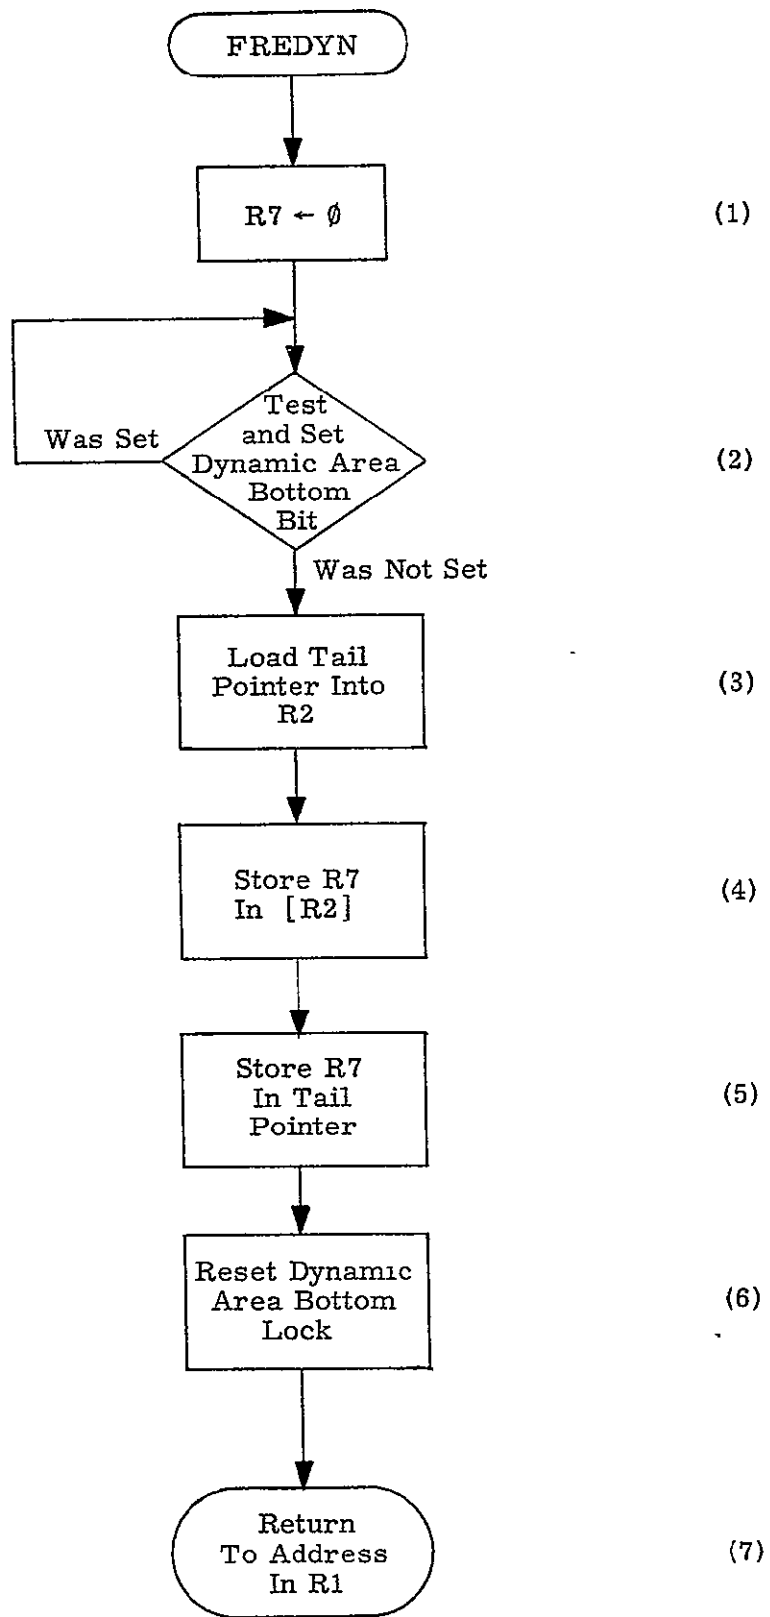 FREDYN
R7 ← ∅
(1)
Test
and Set
Dynamic Area
Bottom
Bit
Was Set
(2)
Was Not Set
Load Tail
Pointer Into
R2
(3)
Store R7
In [R2]
(4)
Store R7
In Tail
Pointer
(5)
Reset Dynamic
Area Bottom
Lock
(6)
Return
To Address
In R1
(7)